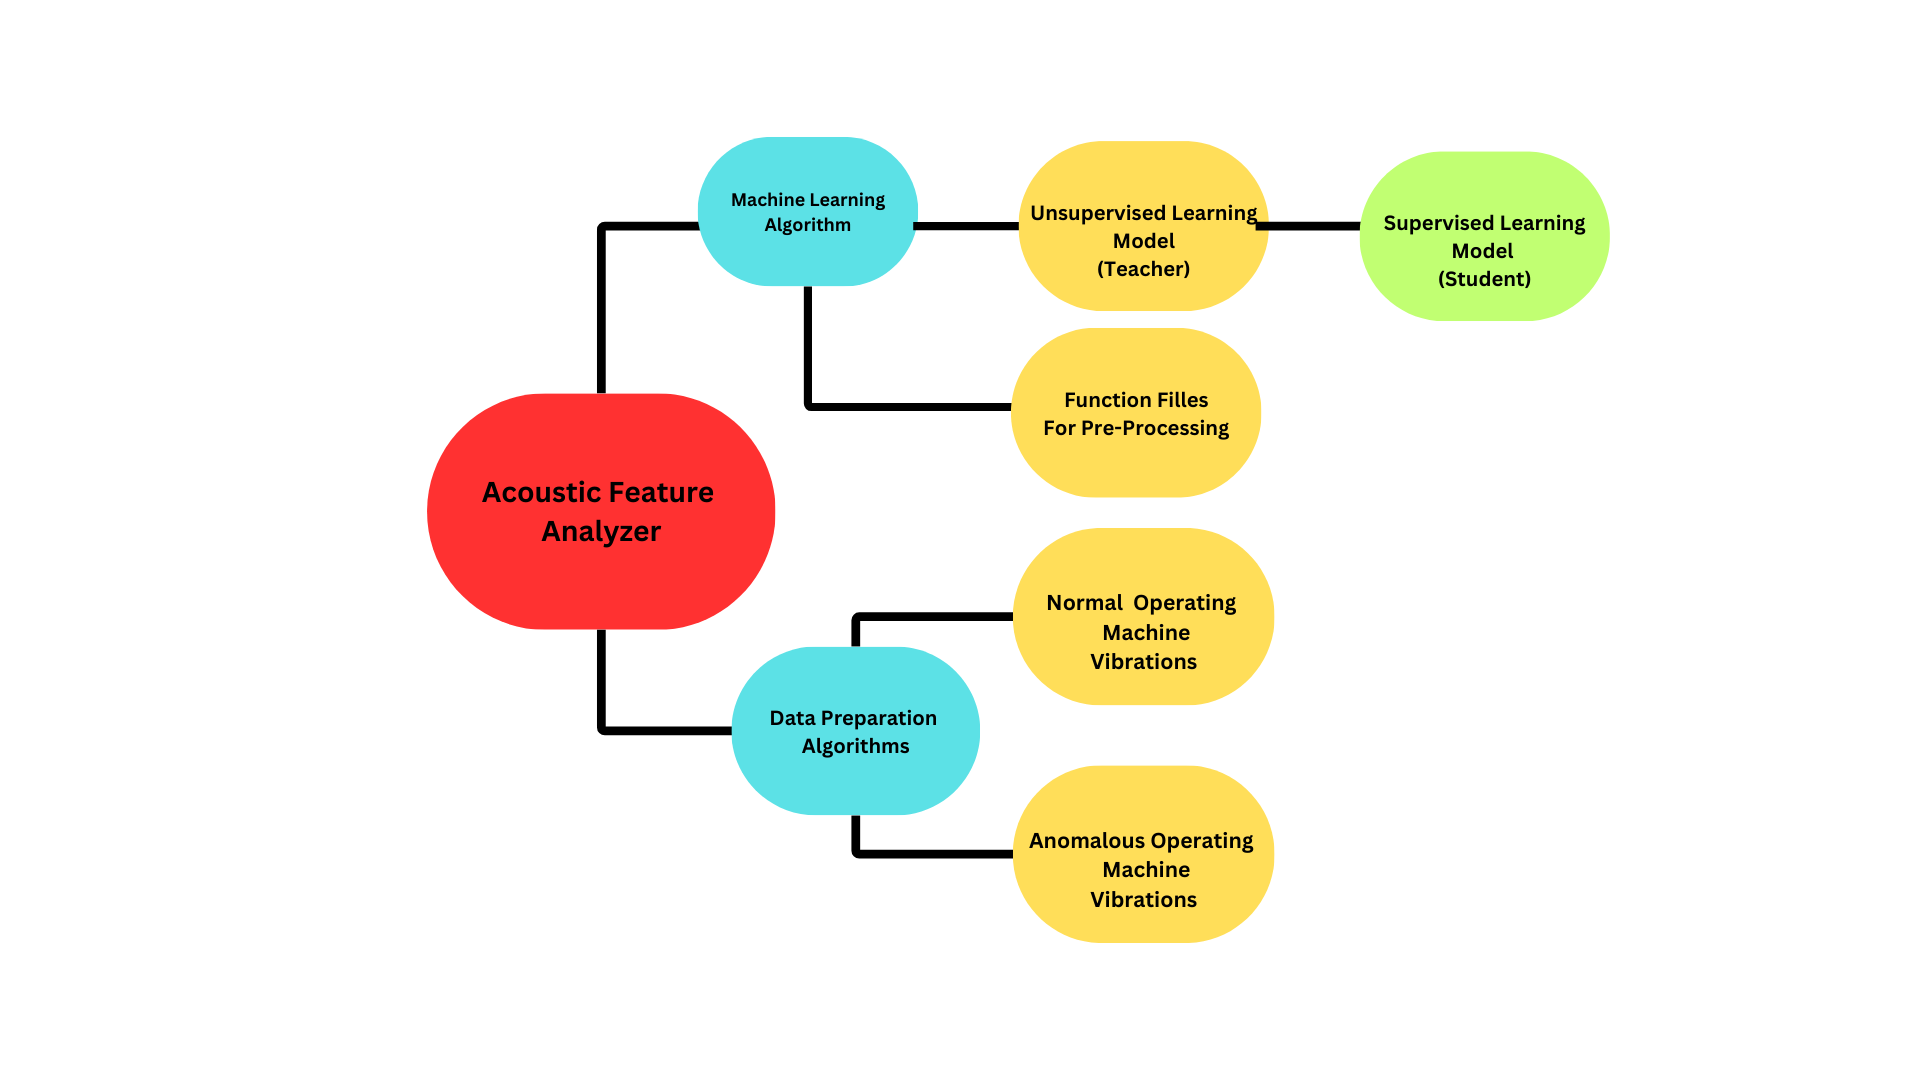 Machine Learning
Algorithm
Unsupervised Learning
Model
(Teacher)
Supervised Learning
Model
(Student)
Function Filles
For Pre-Processing
Acoustic Feature
Analyzer
Normal Operating
Machine
Vibrations
Data Preparation
Algorithms
Anomalous Operating
Machine
Vibrations